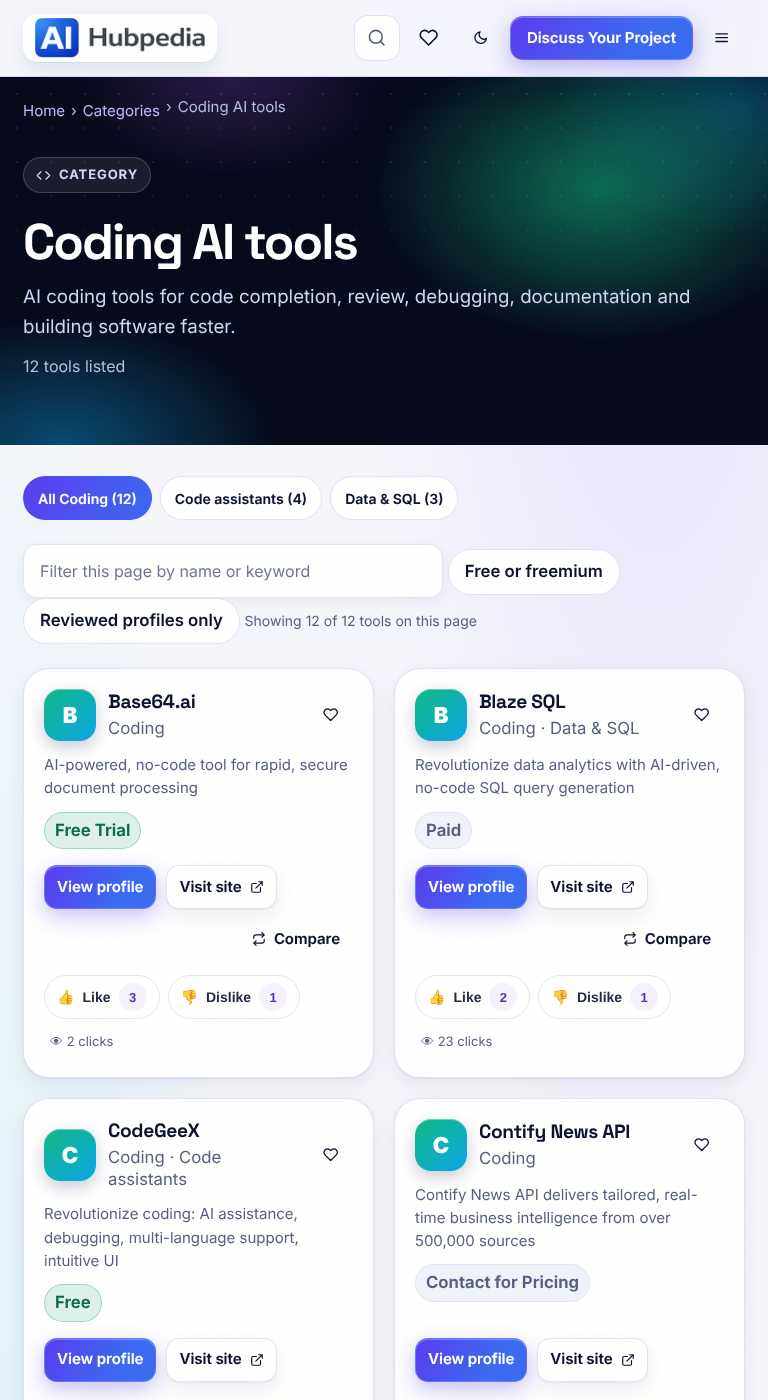 AI Hubpedia
Discuss Your Project
Home › Categories › Coding AI tools
CATEGORY
Coding AI tools
AI coding tools for code completion, review, debugging, documentation and
building software faster.
12 tools listed
All Coding (12)
Code assistants (4)
Data & SQL (3)
Filter this page by name or keyword
Free or freemium
Reviewed profiles only
Showing 12 of 12 tools on this page
B
Base64.ai
Coding
AI-powered, no-code tool for rapid, secure
document processing
Free Trial
View profile
Visit site
Compare
👍 Like 3
👎 Dislike 1
👁 2 clicks
B
Blaze SQL
Coding · Data & SQL
Revolutionize data analytics with AI-driven,
no-code SQL query generation
Paid
View profile
Visit site
Compare
👍 Like 2
👎 Dislike 1
👁 23 clicks
C
CodeGeeX
Coding · Code
assistants
Revolutionize coding: AI assistance,
debugging, multi-language support,
intuitive UI
Free
View profile
Visit site
C
Contify News API
Coding
Contify News API delivers tailored, real-
time business intelligence from over
500,000 sources
Contact for Pricing
View profile
Visit site